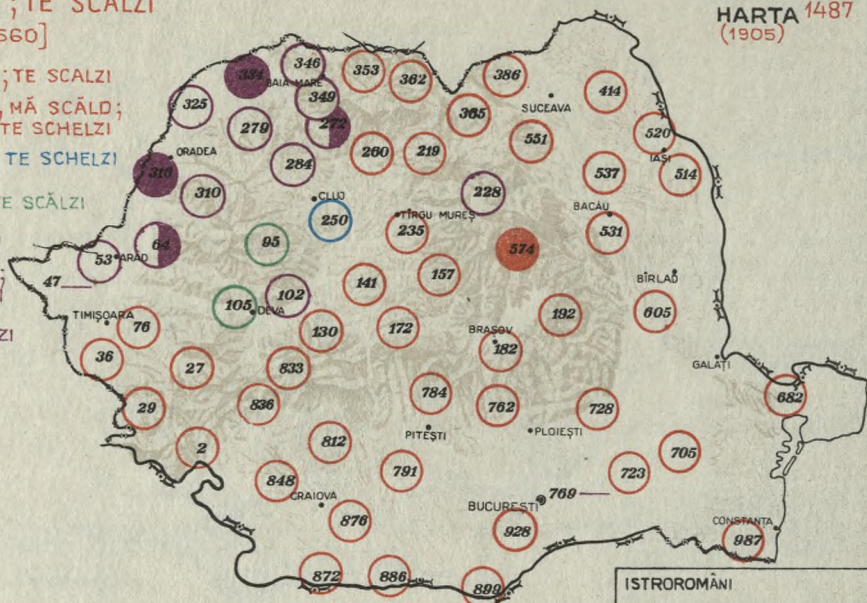 ; TE SCALZI
560]
HARTA 1487
(1905)
; TE SCALZI
, MĂ SCĂLD;
TE SCHELZI
TE SCHELZI
TE SCĂLZI
;
ZI
334
346
353
362
386
BAIA MARE
349
325
365
SUCEAVA
414
279
272
520
ORADEA
260
219
551
IAȘI
316
284
514
310
537
228
CLUJ
250
TÎRGU MUREȘ
235
BACĂU
531
64
95
574
53
ARAD
47
141
157
BÎRLAD
105
102
DEVA
605
TIMIȘOARA
76
130
172
192
BRAȘOV
182
36
27
833
GALAȚI
784
682
29
836
762
728
PITEȘTI
PLOIEȘTI
2
812
705
791
723
848
CRAIOVA
BUCUREȘTI
769
876
928
CONSTANȚA
987
872
886
899
ISTROROMÂNI